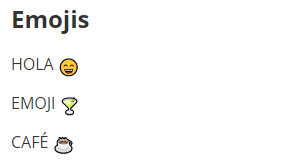 Emojis
HOLA 😄
EMOJI 🍸
CAFÉ ☕